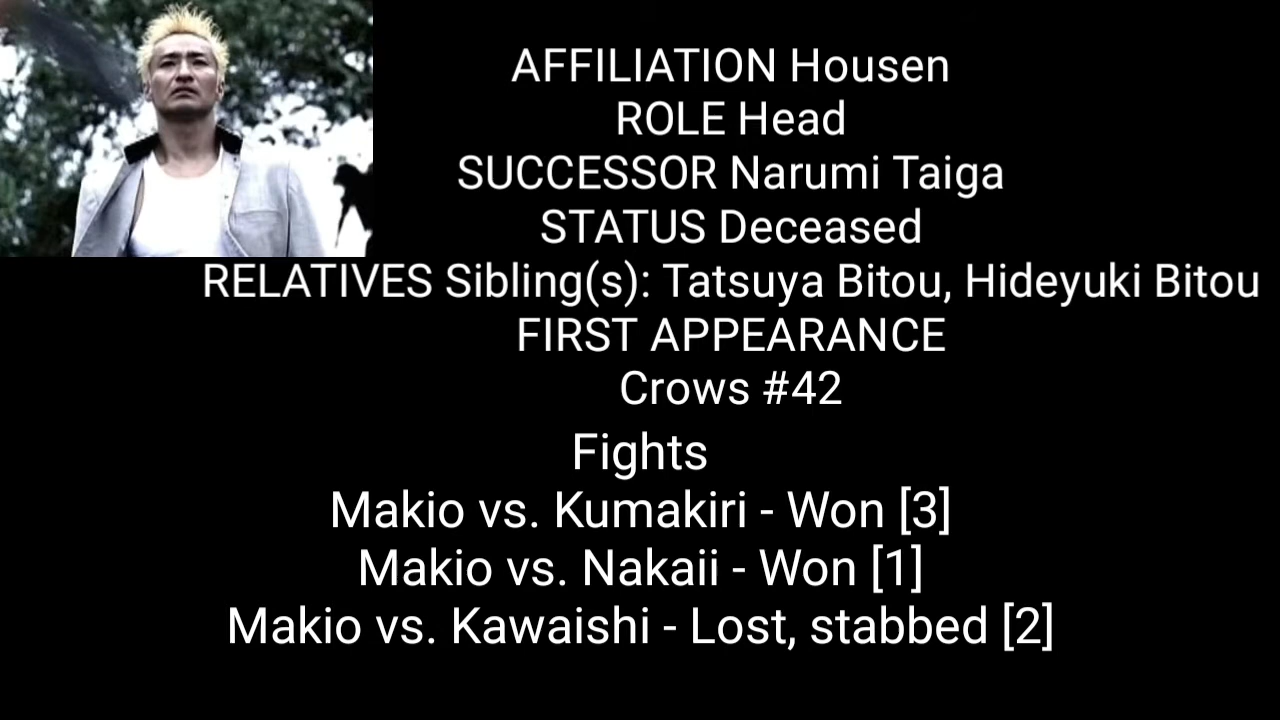 AFFILIATION Housen
ROLE Head
SUCCESSOR Narumi Taiga
STATUS Deceased
RELATIVES Sibling(s): Tatsuya Bitou, Hideyuki Bitou
FIRST APPEARANCE
Crows #42
Fights
Makio vs. Kumakiri - Won [3]
Makio vs. Nakaii - Won [1]
Makio vs. Kawaishi - Lost, stabbed [2]